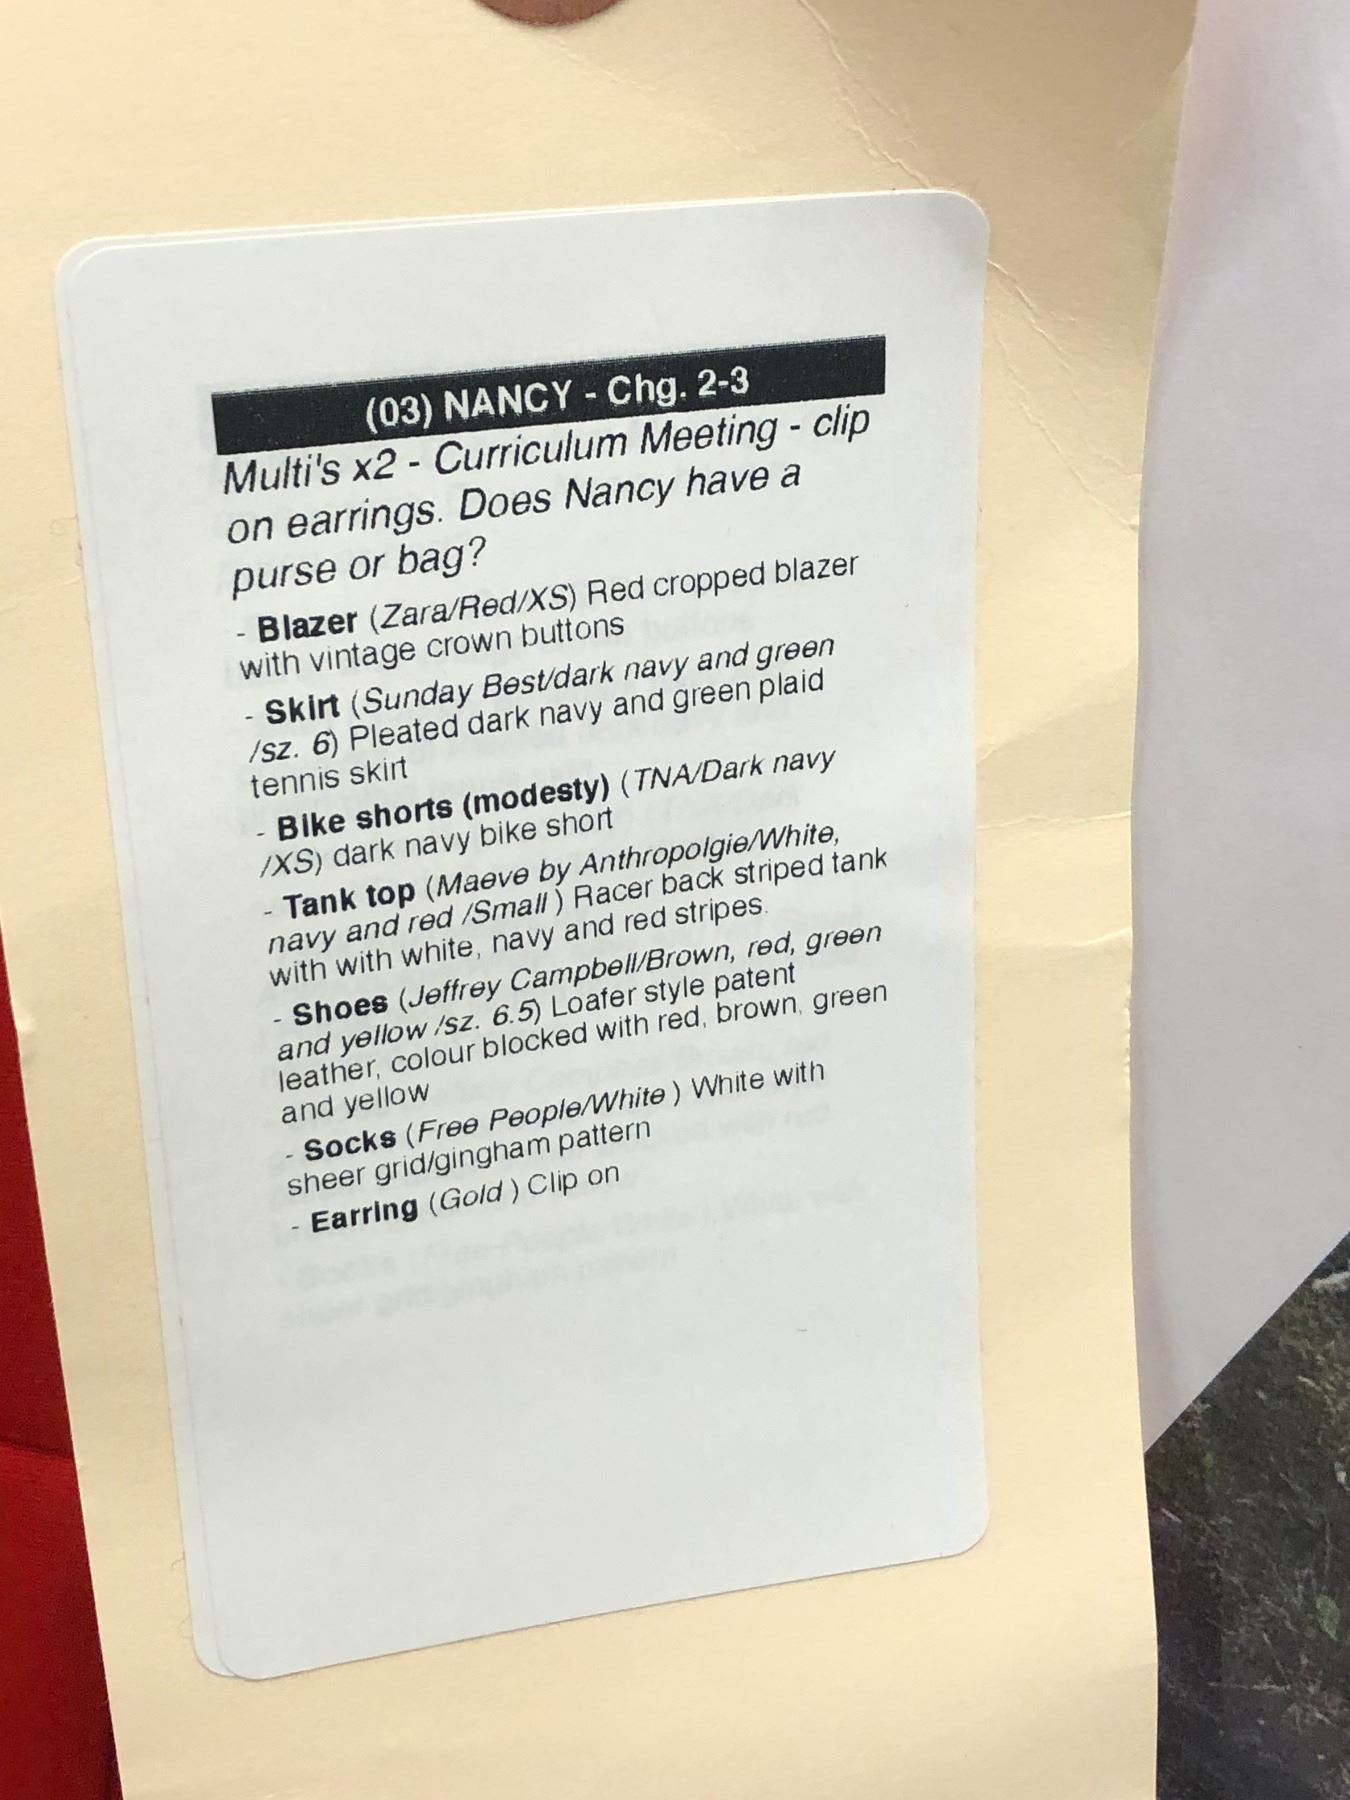 (03) NANCY - Chg. 2-3
Multi's x2 - Curriculum Meeting - clip
on earrings. Does Nancy have a
purse or bag?
- Blazer (Zara/Red/XS) Red cropped blazer
with vintage crown buttons
- Skirt (Sunday Best/dark navy and green
/sz. 6) Pleated dark navy and green plaid
tennis skirt
- Bike shorts (modesty) (TNA/Dark navy
/XS) dark navy bike short
- Tank top (Maeve by Anthropolgie/White,
navy and red /Small ) Racer back striped tank
with with white, navy and red stripes.
- Shoes (Jeffrey Campbell/Brown, red, green
and yellow /sz. 6.5) Loafer style patent
leather, colour blocked with red, brown, green
and yellow
- Socks (Free People/White ) White with
sheer grid/gingham pattern
- Earring (Gold ) Clip on